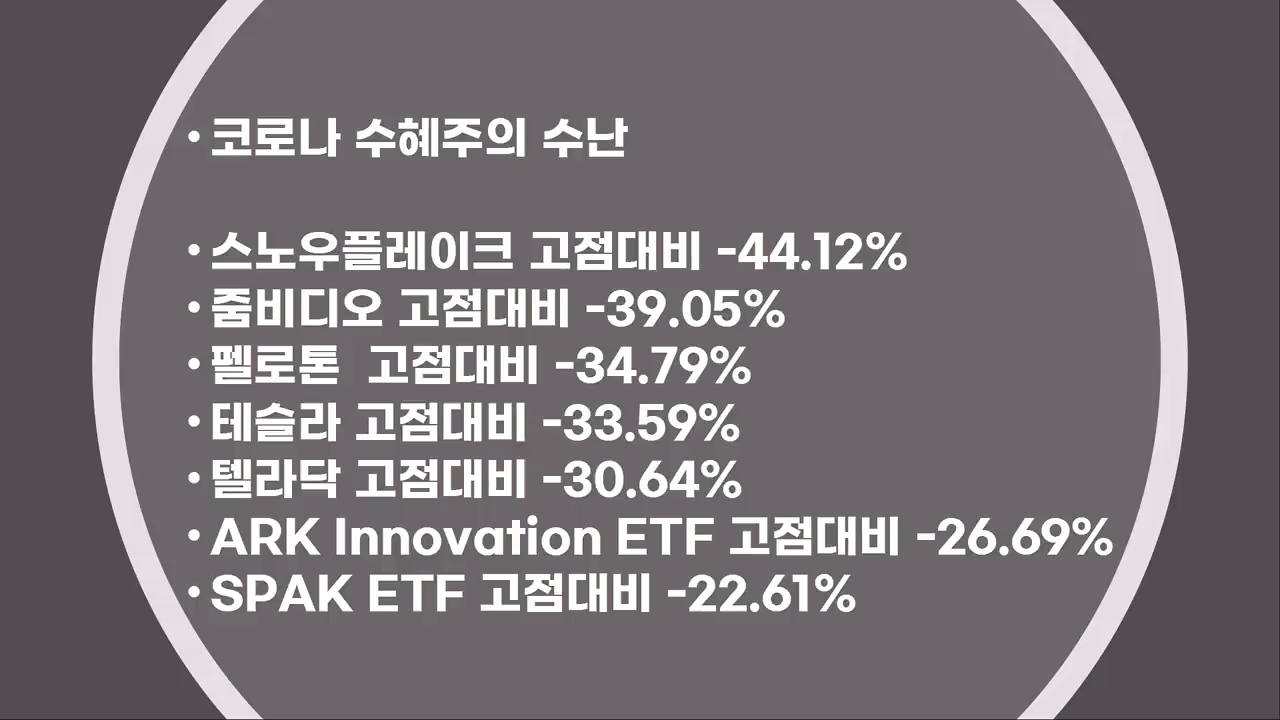 • 코로나 수혜주의 수난
• 스노우플레이크 고점대비 -44.12%
• 줌비디오 고점대비 -39.05%
• 펠로톤 고점대비 -34.79%
• 테슬라 고점대비 -33.59%
• 텔라닥 고점대비 -30.64%
• ARK Innovation ETF 고점대비 -26.69%
• SPAK ETF 고점대비 -22.61%